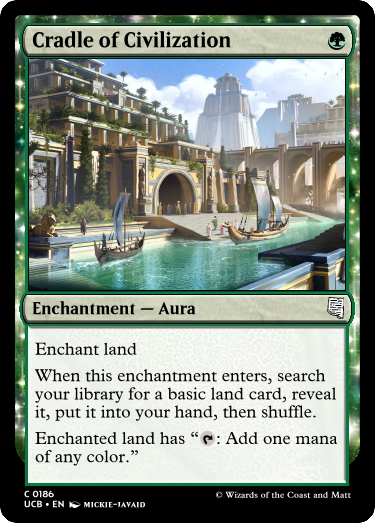 Cradle of Civilization
Enchantment — Aura
Enchant land
When this enchantment enters, search
your library for a basic land card, reveal
it, put it into your hand, then shuffle.
Enchanted land has “: Add one mana
of any color.”
C 0186
UCB • EN MICKIE-JAVAID
© Wizards of the Coast and Matt